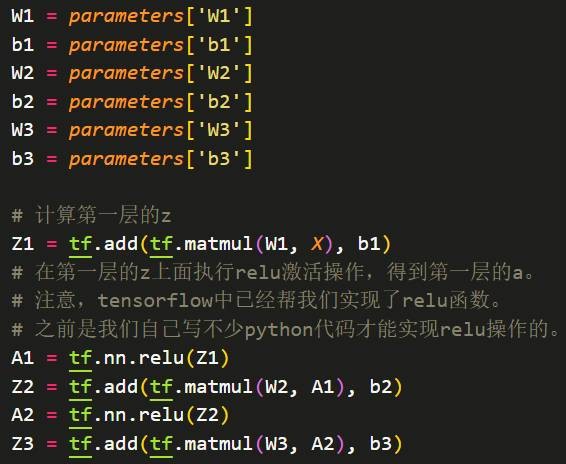 W1 = parameters['W1']
b1 = parameters['b1']
W2 = parameters['W2']
b2 = parameters['b2']
W3 = parameters['W3']
b3 = parameters['b3']
# 计算第一层的z
Z1 = tf.add(tf.matmul(W1, X), b1)
# 在第一层的z上面执行relu激活操作，得到第一层的a。
# 注意，tensorflow中已经帮我们实现了relu函数。
# 之前是我们自己写不少python代码才能实现relu操作的。
A1 = tf.nn.relu(Z1)
Z2 = tf.add(tf.matmul(W2, A1), b2)
A2 = tf.nn.relu(Z2)
Z3 = tf.add(tf.matmul(W3, A2), b3)